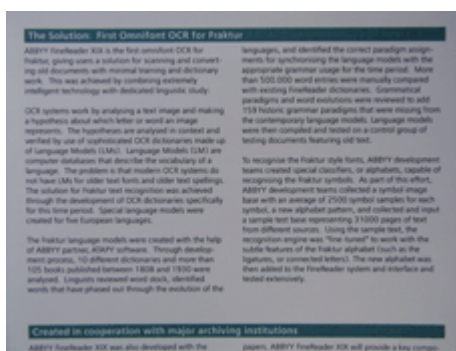 The Solution: First Omnifont OCR for Fraktur
ABBYY FineReader XIX is the first omnifont OCR for
Fraktur, giving users a solution for scanning and convert-
ing old documents with minimal training and dictionary
work. This was achieved by combining extremely
intelligent technology with dedicated linguistic study.
OCR systems work by analysing a text image and making
a hypothesis about which letter or word an image
represents. The hypotheses are analysed in context and
verified by use of sophisticated OCR dictionaries made up
of Language Models (LMs). Language Models (LM) are
computer databases that describe the vocabulary of a
language. The problem is that modern OCR systems do
not have LMs for older text fonts and older text spellings.
The solution for Fraktur text recognition was achieved
through the development of OCR dictionaries specifically
for this time period. Special language models were
created for five European languages.
The Fraktur language models were created with the help
of ABBYY partner, ATAPY software. Through develop-
ment process, 10 different dictionaries and more than
105 books published between 1808 and 1930 were
analysed. Linguists reviewed word stock, identified
words that have phased out through the evolution of the
languages, and identified the correct paradigm assign-
ments for synchronising the language models with the
appropriate grammar usage for the time period. More
than 500.000 word entries were manually compared
with existing FineReader dictionaries. Grammatical
paradigms and word evolutions were reviewed to add
159 historic grammar paradigms that were missing from
the contemporary language models. Language models
were then compiled and tested on a control group of
testing documents featuring old text.
To recognise the Fraktur style fonts, ABBYY development
teams created special classifiers, or alphabets, capable of
recognising the Fraktur symbols. As part of this effort,
ABBYY development teams collected a symbol image
base with an average of 2500 symbol samples for each
symbol, a new alphabet pattern, and collected and input
a sample text base representing 31000 pages of text
from different sources. Using the sample text, the
recognition engine was "fine-tuned" to work with the
subtle features of the Fraktur alphabet (such as the
ligatures, or connected letters). The new alphabet was
then added to the FineReader system and interface and
tested extensively.
Created in cooperation with major archiving institutions
ABBYY FineReader XIX was also developed with the
papers. ABBYY FineReader XIX will provide a key compo-